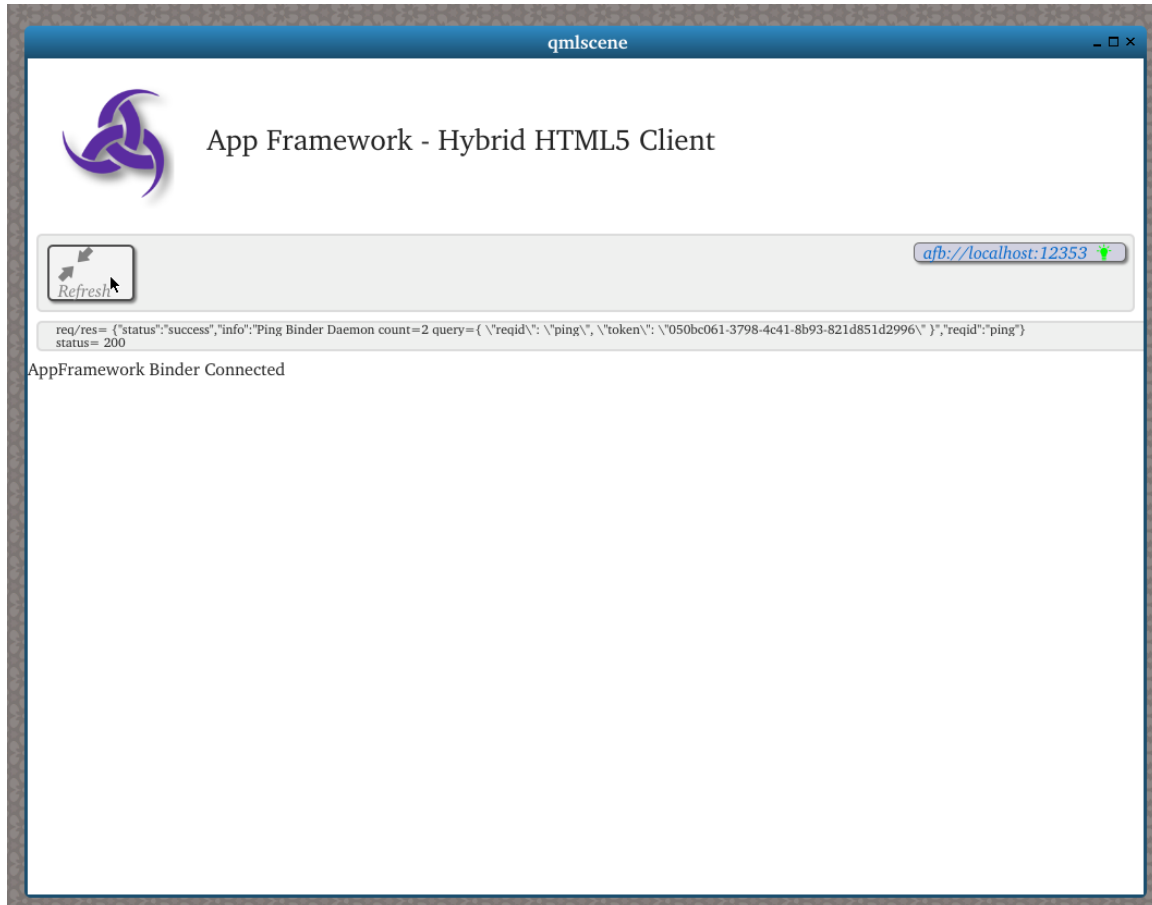 qmlscene
App Framework - Hybrid HTML5 Client
afb://localhost:12353
Refresh
req/res= {"status":"success","info":"Ping Binder Daemon count=2 query={ \"reqid\": \"ping\", \"token\": \"050bc061-3798-4c41-8b93-821d851d2996\" }","reqid":"ping"}
status= 200
AppFramework Binder Connected